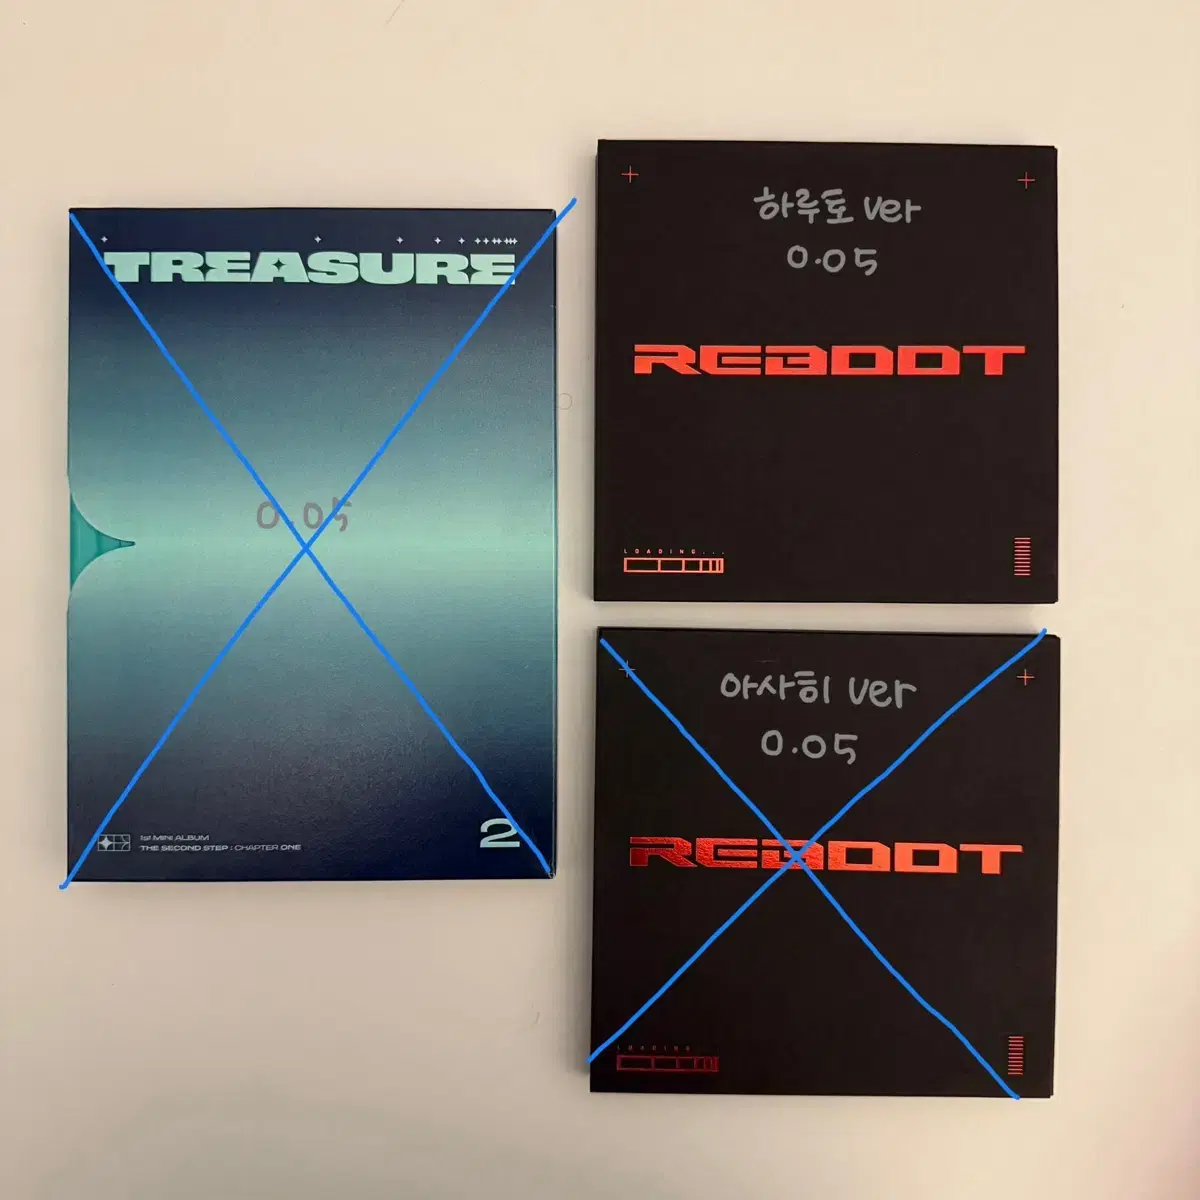 TREASURE
0.05
1st MINI ALBUM
THE SECOND STEP : CHAPTER ONE
2
하루토 ver
0.05
REBOOT
LOADING...
아사히 ver
0.05
REBOOT
LOADING...